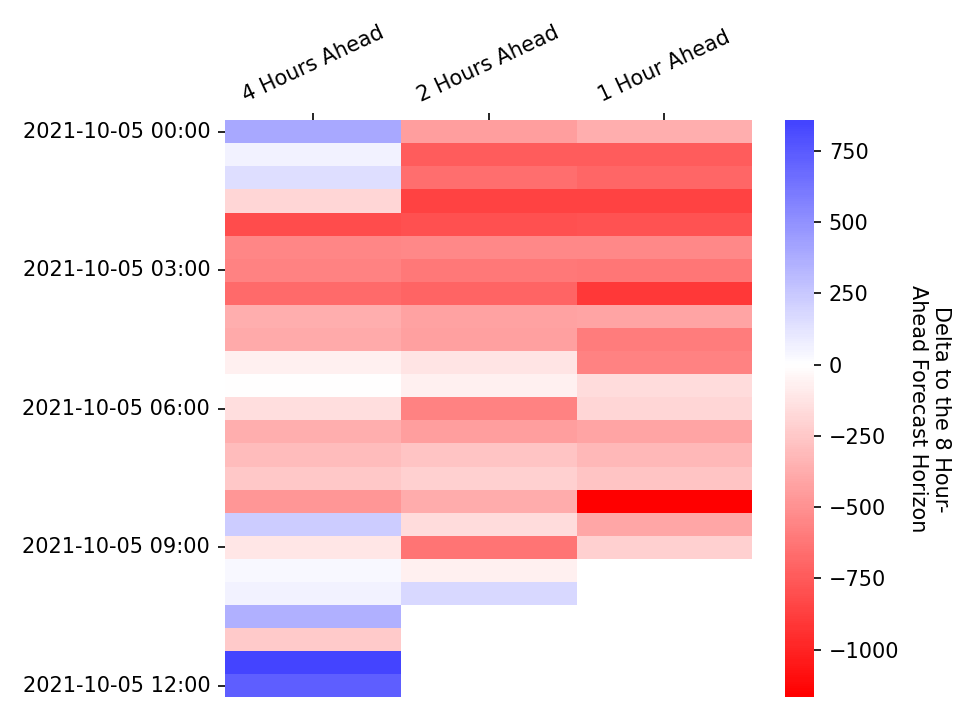 4 Hours Ahead
2 Hours Ahead
1 Hour Ahead
2021-10-05 00:00
2021-10-05 03:00
2021-10-05 06:00
2021-10-05 09:00
2021-10-05 12:00
750
500
250
0
−250
−500
−750
−1000
Delta to the 8 Hour-
Ahead Forecast Horizon